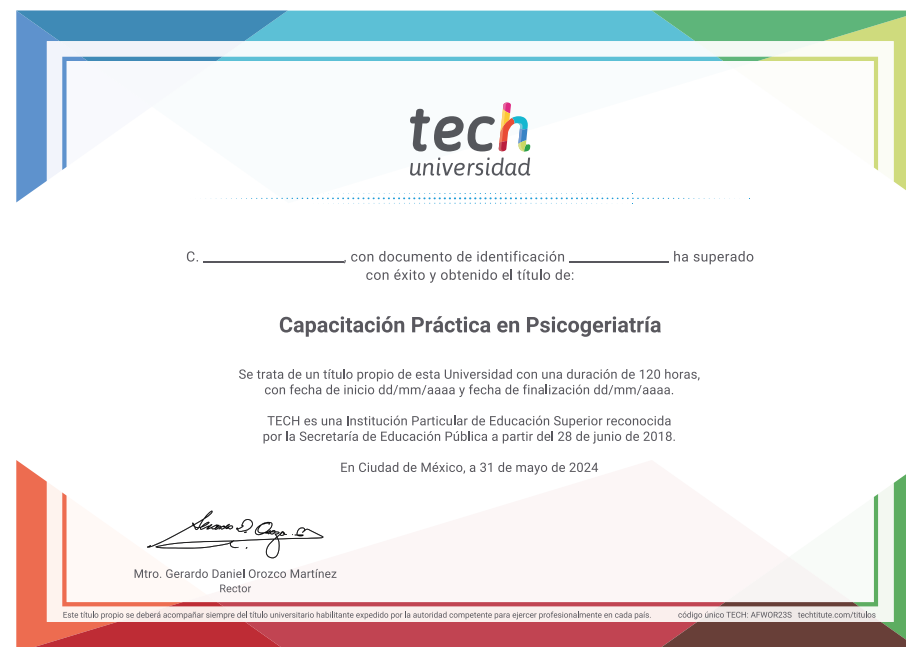 tech
universidad
C. ____________, con documento de identificación ____________ ha superado
con éxito y obtenido el título de:
Capacitación Práctica en Psicogeriatría
Se trata de un título propio de esta Universidad con una duración de 120 horas,
con fecha de inicio dd/mm/aaaa y fecha de finalización dd/mm/aaaa.
TECH es una Institución Particular de Educación Superior reconocida
por la Secretaría de Educación Pública a partir del 28 de junio de 2018.
En Ciudad de México, a 31 de mayo de 2024
Mtro. Gerardo Daniel Orozco Martínez
Rector
Este título propio se deberá acompañar siempre del título universitario habilitante expedido por la autoridad competente para ejercer profesionalmente en cada país. código único TECH: AFWOR23S techtitute.com/titulos